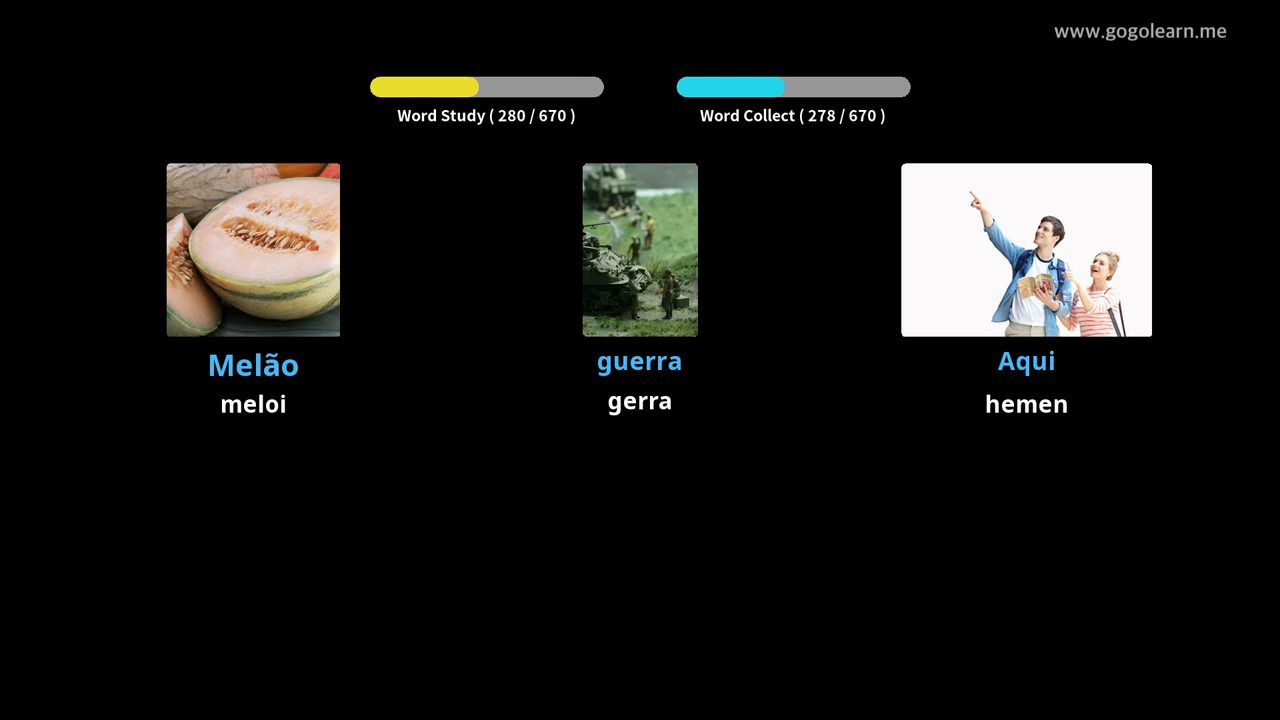 www.gogolearn.me
Word Study ( 280 / 670 )
Word Collect ( 278 / 670 )
Melão
meloi
guerra
gerra
Aqui
hemen